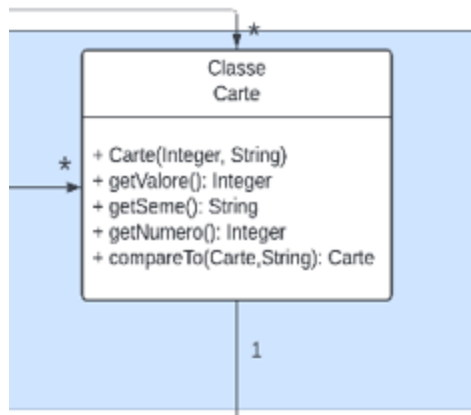 *
Classe
Carte
*
+ Carte(Integer, String)
+ getValore(): Integer
+ getSeme(): String
+ getNumero(): Integer
+ compareTo(Carte,String): Carte
1